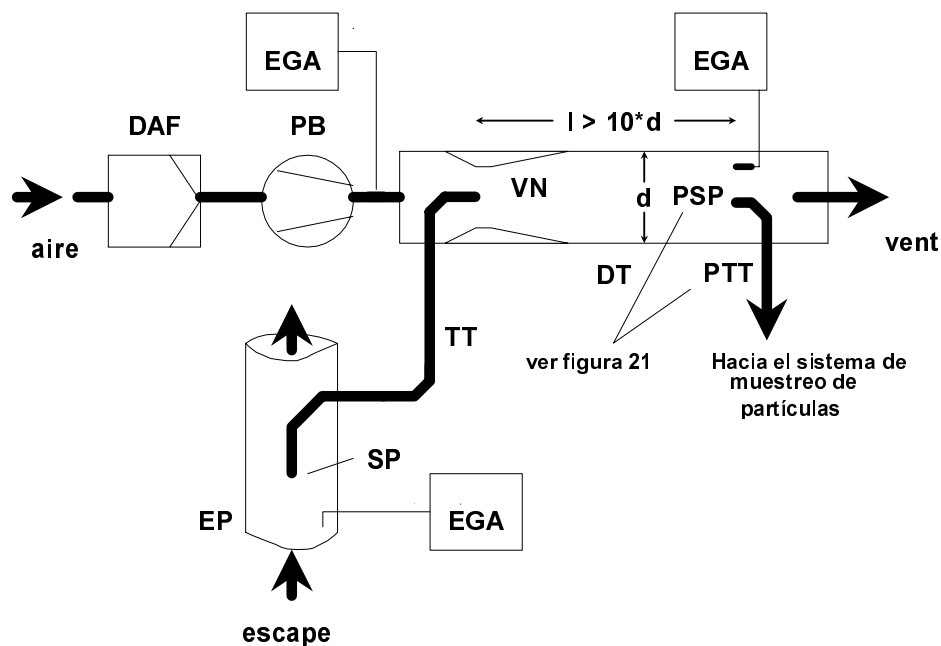 EGA
EGA
DAF
PB
l > 10*d
VN
d
PSP
aire
vent
DT
PTT
TT
ver figura 21
Hacia el sistema de
muestreo de
partículas
SP
EP
EGA
escape